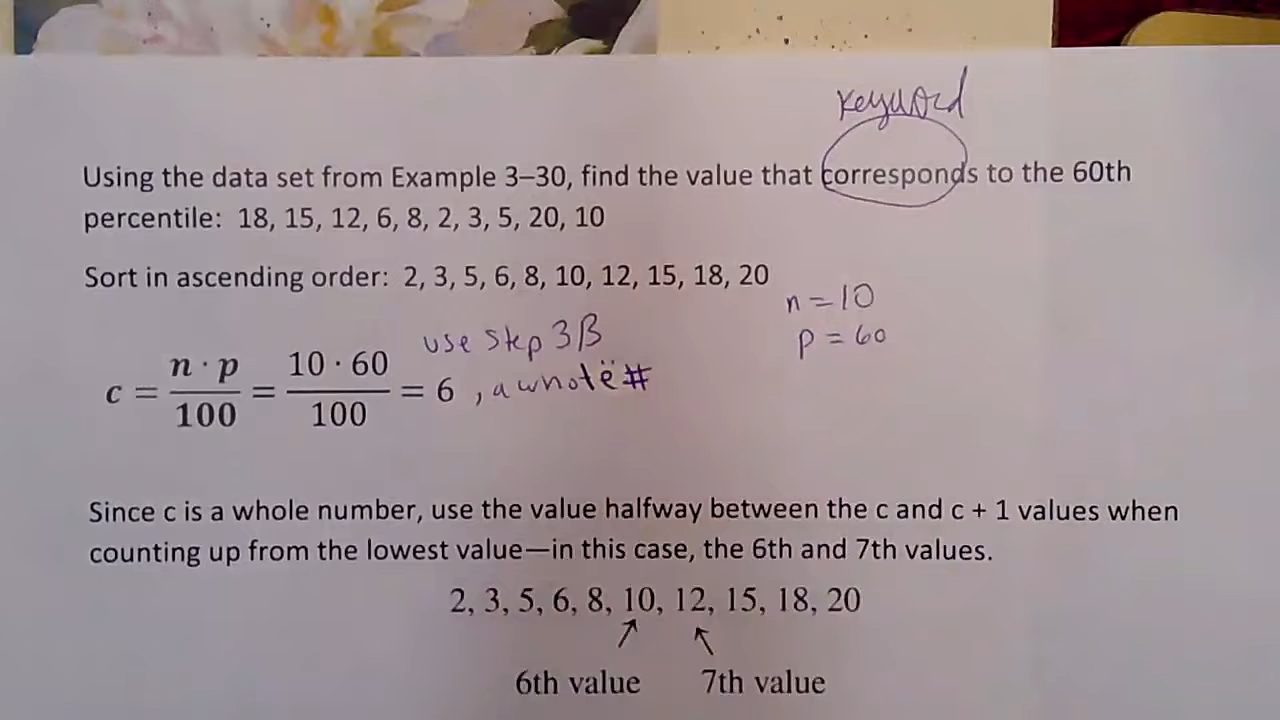 keyword
Using the data set from Example 3–30, find the value that corresponds to the 60th
percentile: 18, 15, 12, 6, 8, 2, 3, 5, 20, 10
Sort in ascending order: 2, 3, 5, 6, 8, 10, 12, 15, 18, 20
n = 10
p = 60
use step 3B
c = n · p / 100 = 10 · 60 / 100 = 6 , a whole #
Since c is a whole number, use the value halfway between the c and c + 1 values when
counting up from the lowest value—in this case, the 6th and 7th values.
2, 3, 5, 6, 8, 10, 12, 15, 18, 20
6th value 7th value